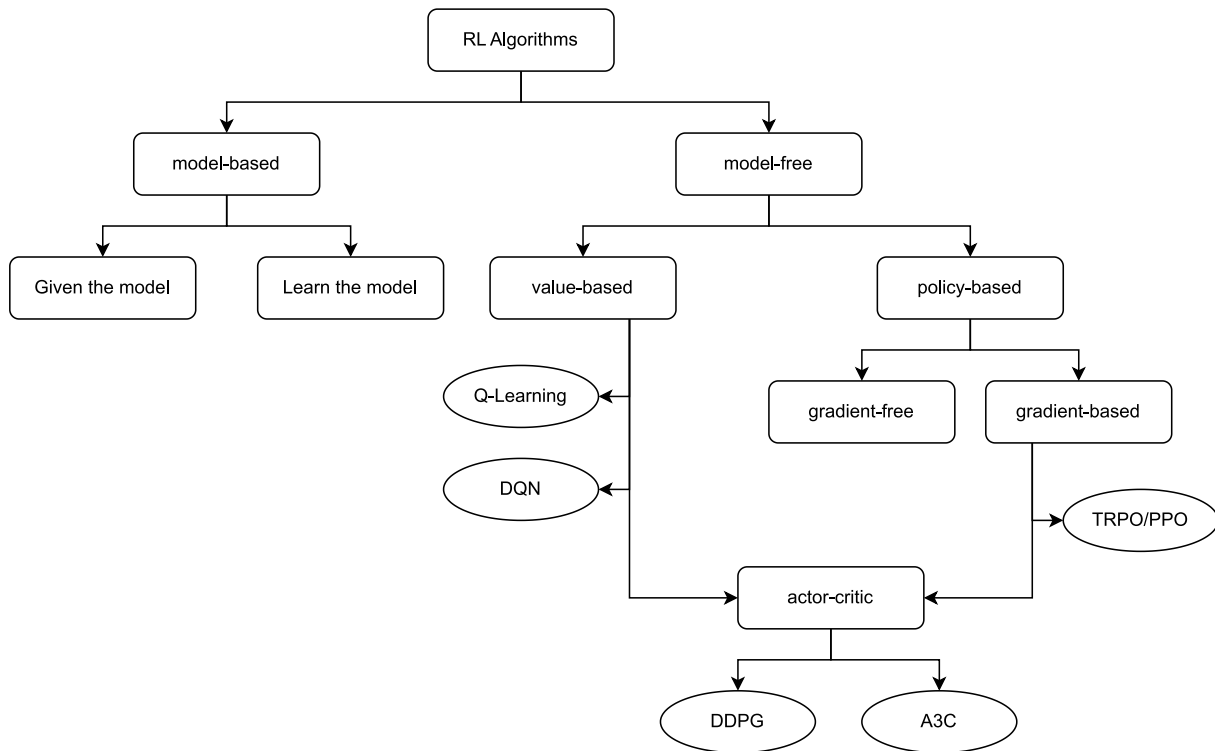 RL Algorithms
model-based
model-free
Given the model
Learn the model
value-based
policy-based
Q-Learning
gradient-free
gradient-based
DQN
TRPO/PPO
actor-critic
DDPG
A3C